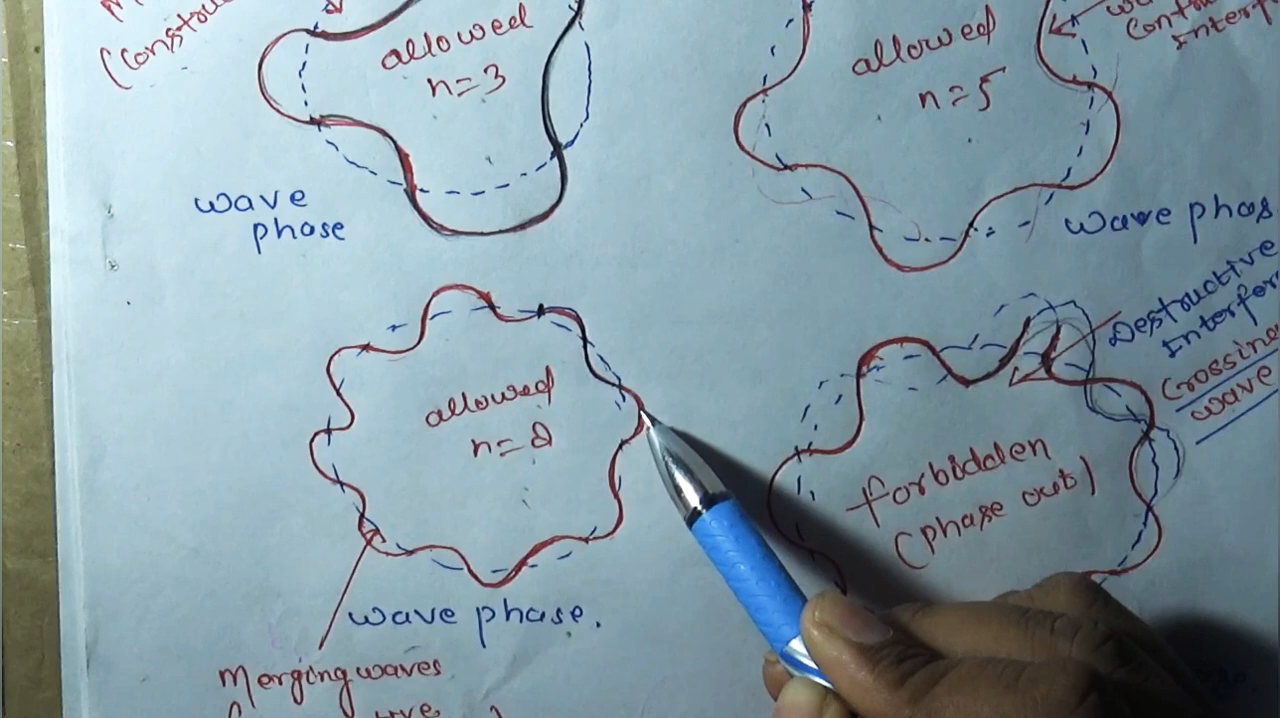 (Constru
allowed
n=3
allowed
n=5
Interf
wave
phase
wave phas
allowed
n=8
Destructive
Interfer
Crossing
wave
forbidden
(phase out)
wave phase.
Merging waves